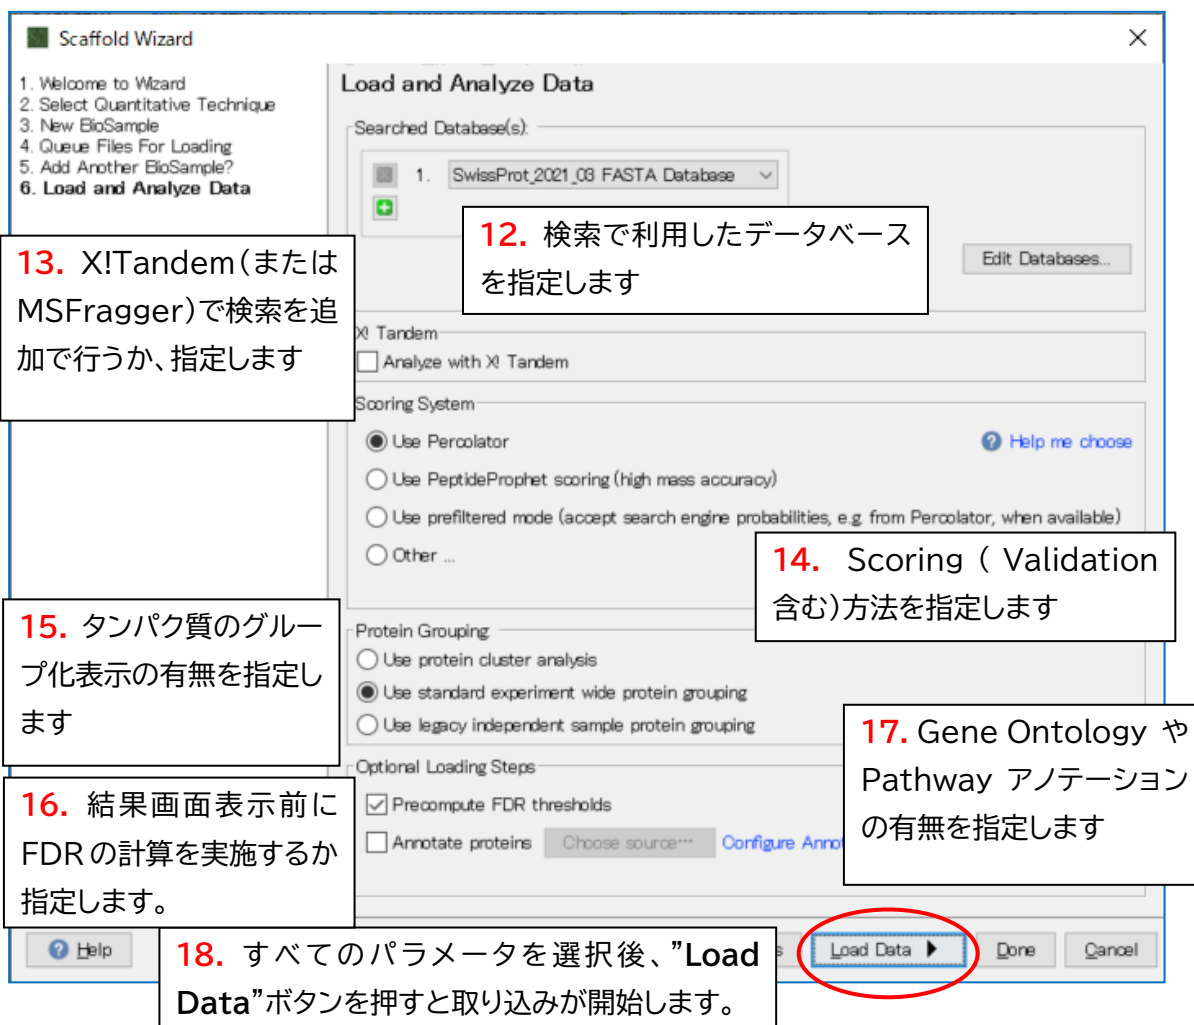 Scaffold Wizard
1. Welcome to Wizard
2. Select Quantitative Technique
3. New BioSample
4. Queue Files For Loading
5. Add Another BioSample?
6. Load and Analyze Data
Load and Analyze Data
Searched Database(s):
1. SwissProt_2021_03 FASTA Database
12. 検索で利用したデータベース
を指定します
Edit Databases...
13. X!Tandem(または
MSFragger)で検索を追
加で行うか、指定します
X! Tandem
Analyze with X! Tandem
Scoring System
Use Percolator
Help me choose
Use PeptideProphet scoring (high mass accuracy)
Use prefiltered mode (accept search engine probabilities, e.g. from Percolator, when available)
Other ...
14. Scoring ( Validation
含む)方法を指定します
15. タンパク質のグルー
プ化表示の有無を指定し
ます
Protein Grouping
Use protein cluster analysis
Use standard experiment wide protein grouping
Use legacy independent sample protein grouping
17. Gene Ontology や
Pathway アノテーション
の有無を指定します
Optional Loading Steps
Precompute FDR thresholds
Annotate proteins Choose source... Configure
16. 結果画面表示前に
FDRの計算を実施するか
指定します。
Help
18. すべてのパラメータを選択後、”Load
Data”ボタンを押すと取り込みが開始します。
Load Data
Done
Cancel